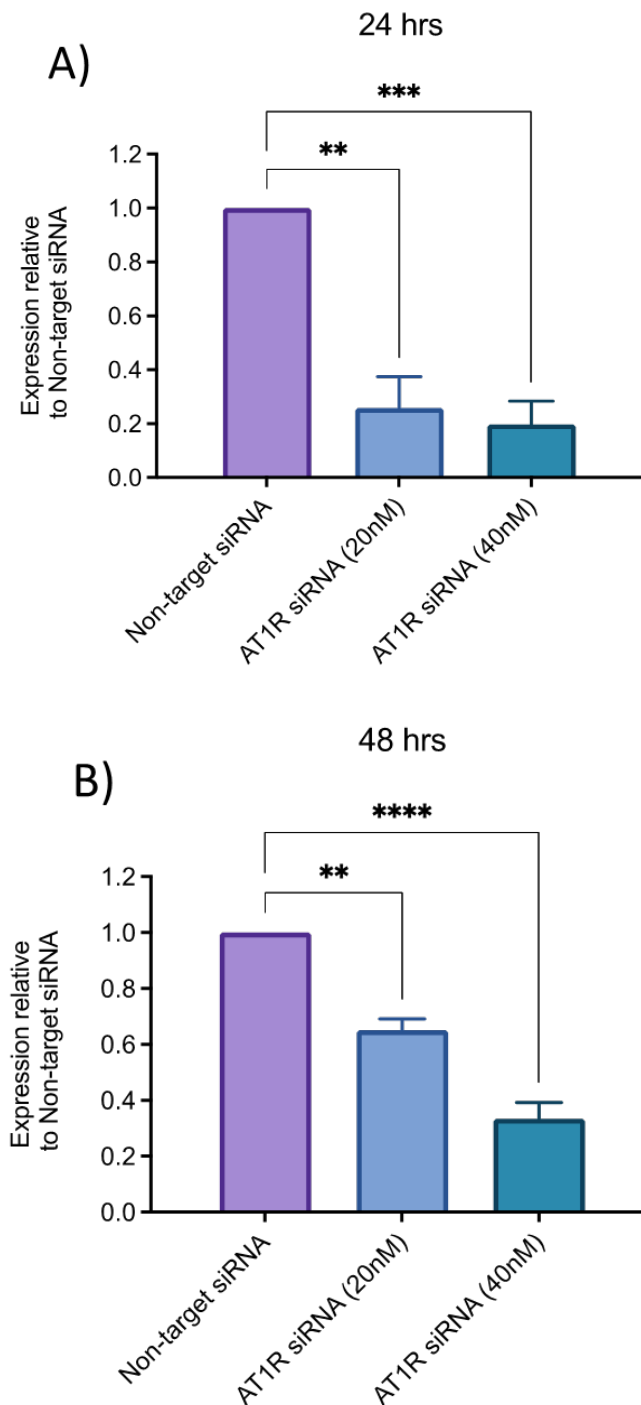 24 hrs
A)
***
**
Expression relative
to Non-target siRNA
1.2
1.0
0.8
0.6
0.4
0.2
0.0
Non-target siRNA
AT1R siRNA (20nM)
AT1R siRNA (40nM)
48 hrs
B)
****
**
Expression relative
to Non-target siRNA
1.2
1.0
0.8
0.6
0.4
0.2
0.0
Non-target siRNA
AT1R siRNA (20nM)
AT1R siRNA (40nM)